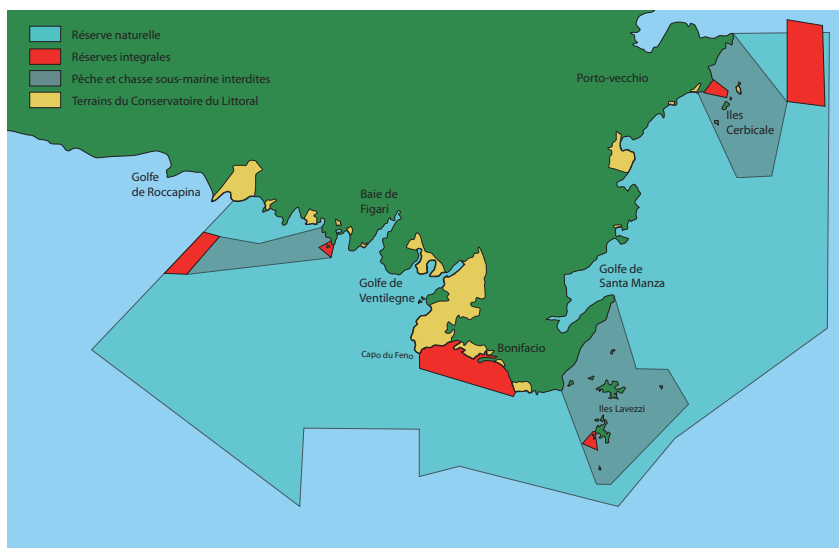 Réserve naturelle
Réserves integrales
Pêche et chasse sous-marine interdites
Terrains du Conservatoire du Littoral
Porto-vecchio
Iles
Cerbicale
Golfe
de Roccapina
Baie de
Figari
Golfe de
Santa Manza
Golfe de
Ventilegne
Bonifacio
Capo du Feno
Iles Lavezzi